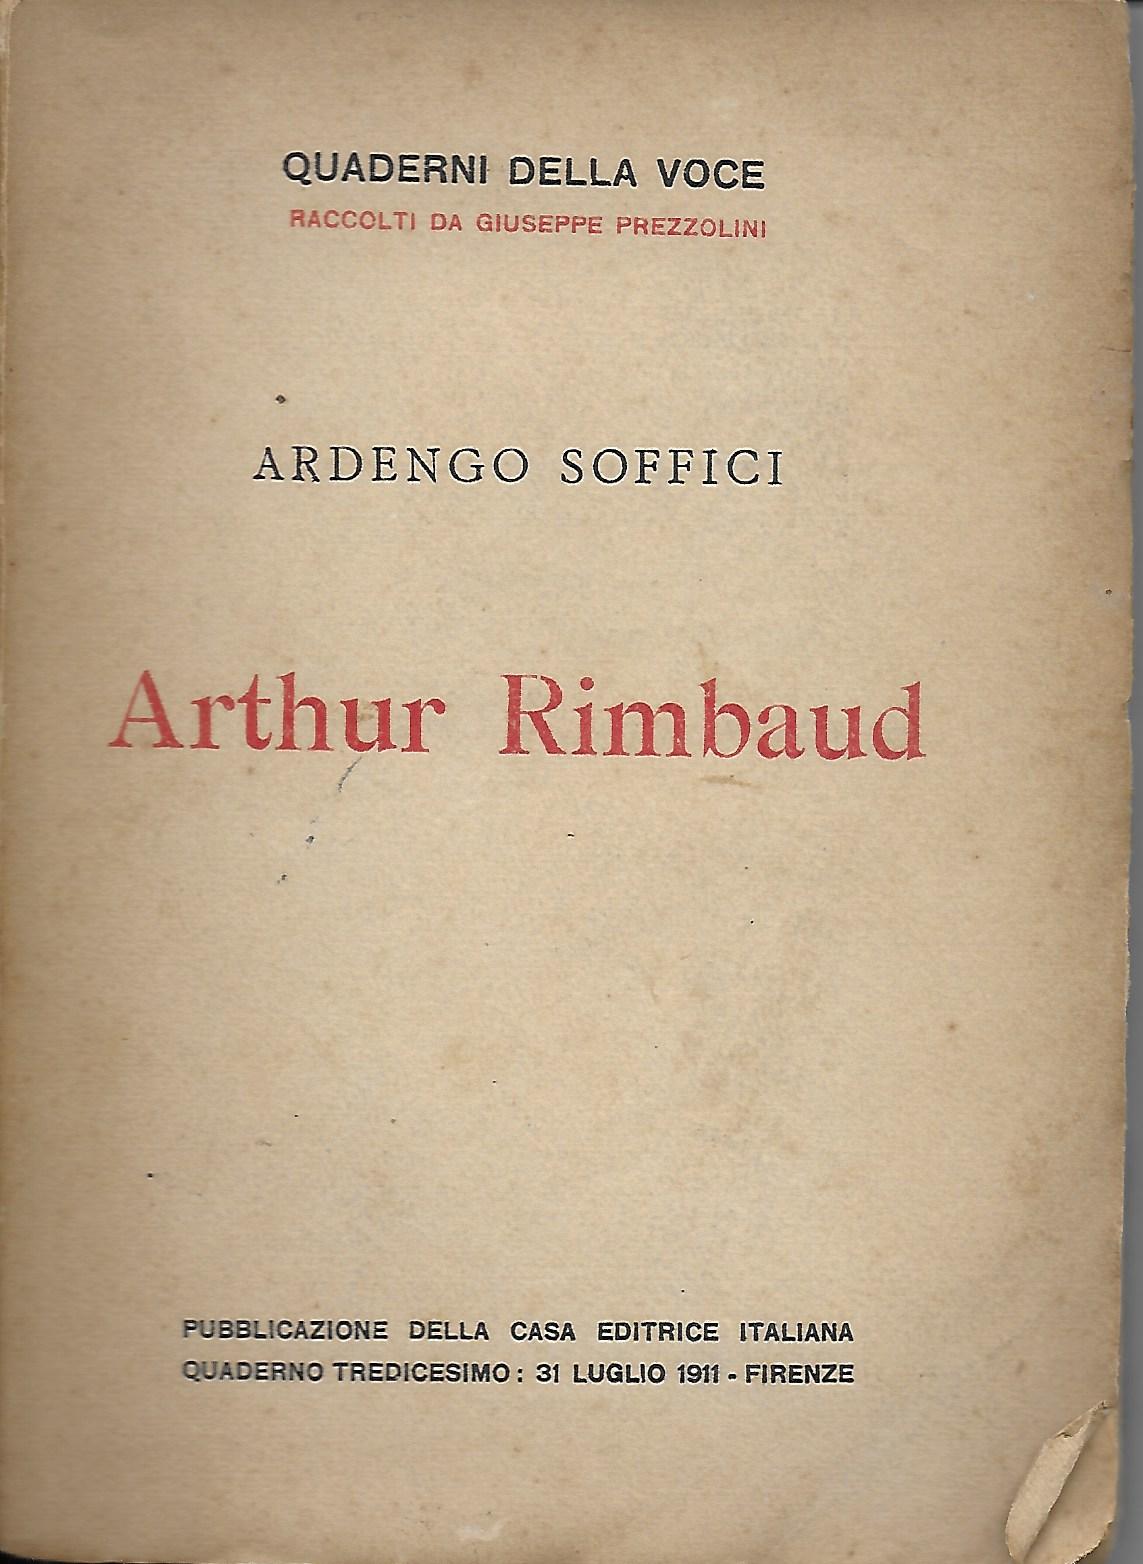 QUADERNI DELLA VOCE
RACCOLTI DA GIUSEPPE PREZZOLINI
ARDENGO SOFFICI
Arthur Rimbaud
PUBBLICAZIONE DELLA CASA EDITRICE ITALIANA
QUADERNO TREDICESIMO: 31 LUGLIO 1911 - FIRENZE